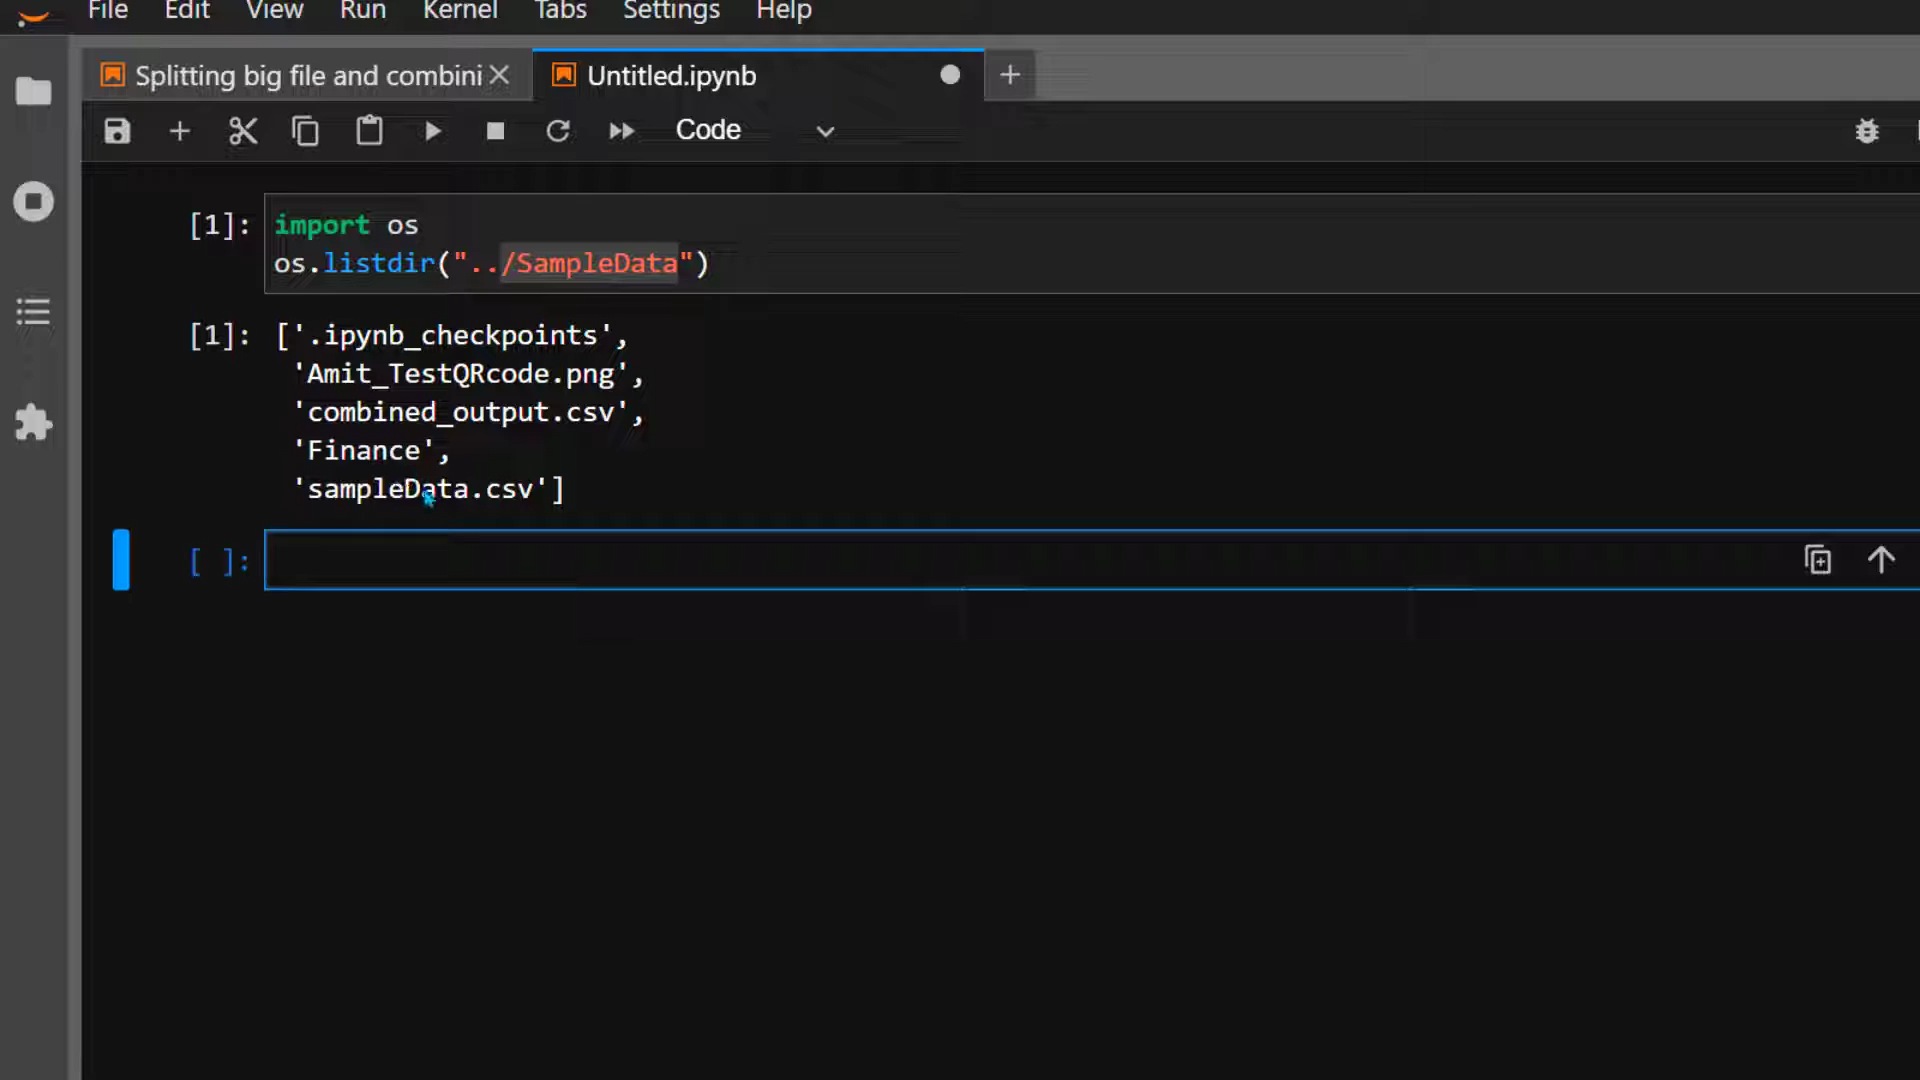 File Edit View Run Kernel Tabs Settings Help
Splitting big file and combini Untitled.ipynb
Code
[1]: import os
os.listdir("../SampleData")
[1]: ['.ipynb_checkpoints',
'Amit_TestQRcode.png',
'combined_output.csv',
'Finance',
'sampleData.csv']
[ ]: